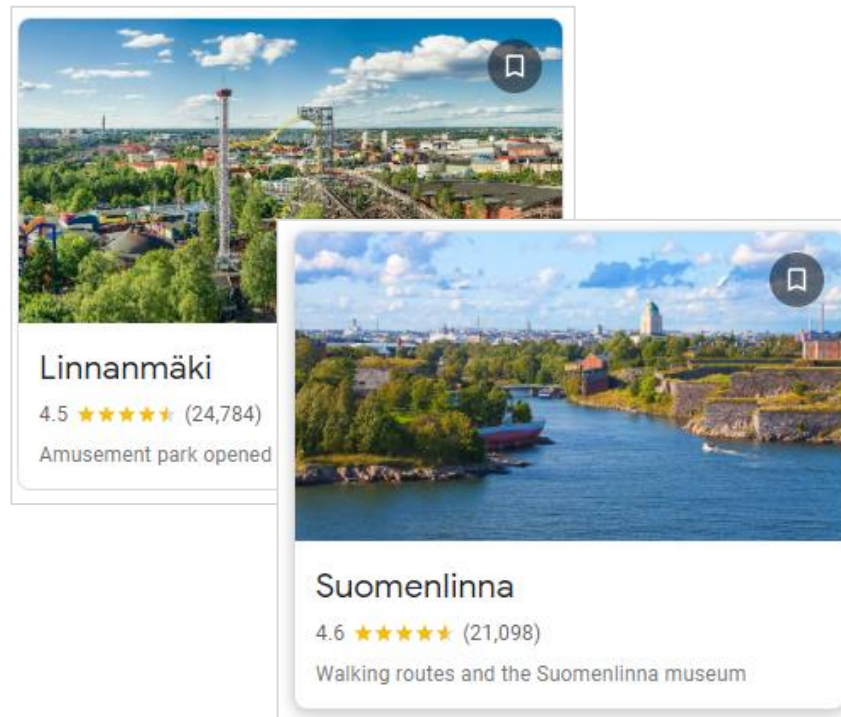 Linnanmäki
4.5 (24,784)
Amusement park opened
Suomenlinna
4.6 (21,098)
Walking routes and the Suomenlinna museum